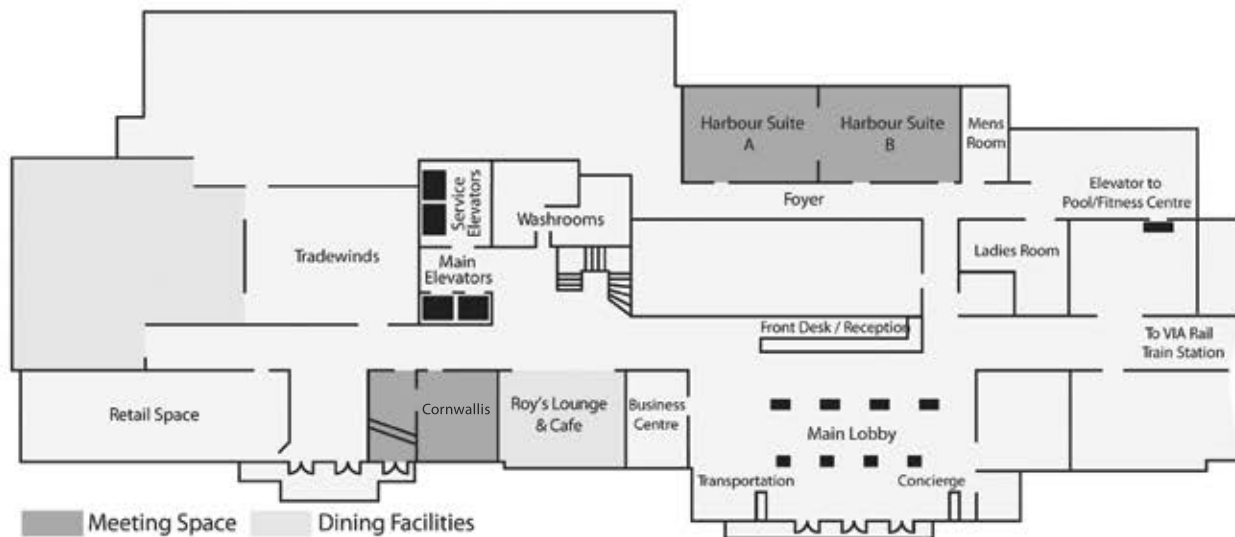 Harbour Suite
A
Harbour Suite
B
Mens
Room
Elevator to
Pool/Fitness Centre
Foyer
Service
Elevators
Washrooms
Tradewinds
Main
Elevators
Ladies Room
Front Desk / Reception
To VIA Rail
Train Station
Retail Space
Cornwallis
Roy's Lounge
& Cafe
Business
Centre
Main Lobby
Transportation
Concierge
Meeting Space
Dining Facilities